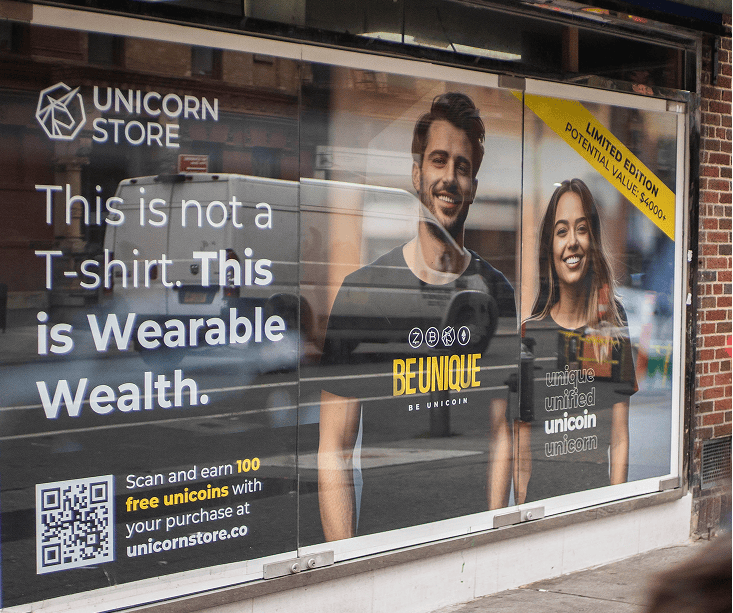 UNICORN
STORE
This is not a
T-shirt. This
is Wearable
Wealth.
Scan and earn 100
free unicoins with
your purchase at
unicornstore.co
BE UNIQUE
BE UNICOIN
LIMITED EDITION
POTENTIAL VALUE: $4000+
unique
unified
unicoin
unicorn